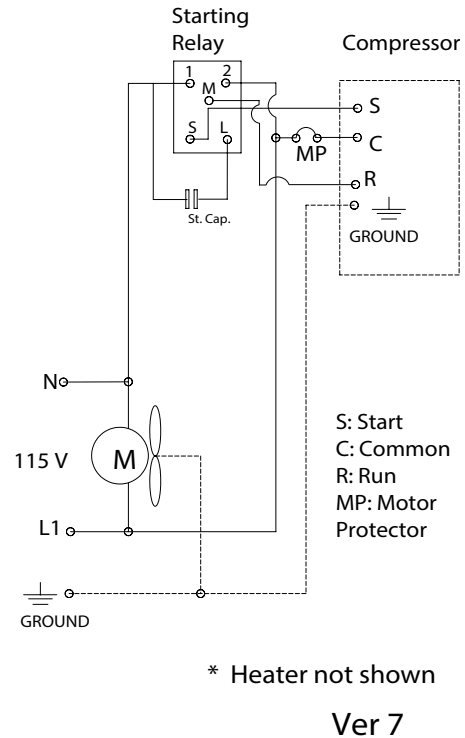 Starting
Relay
Compressor
1 2
M
S L
St. Cap.
S
C
MP
R
GROUND
N
115 V
M
L1
GROUND
S: Start
C: Common
R: Run
MP: Motor
Protector
* Heater not shown
Ver 7